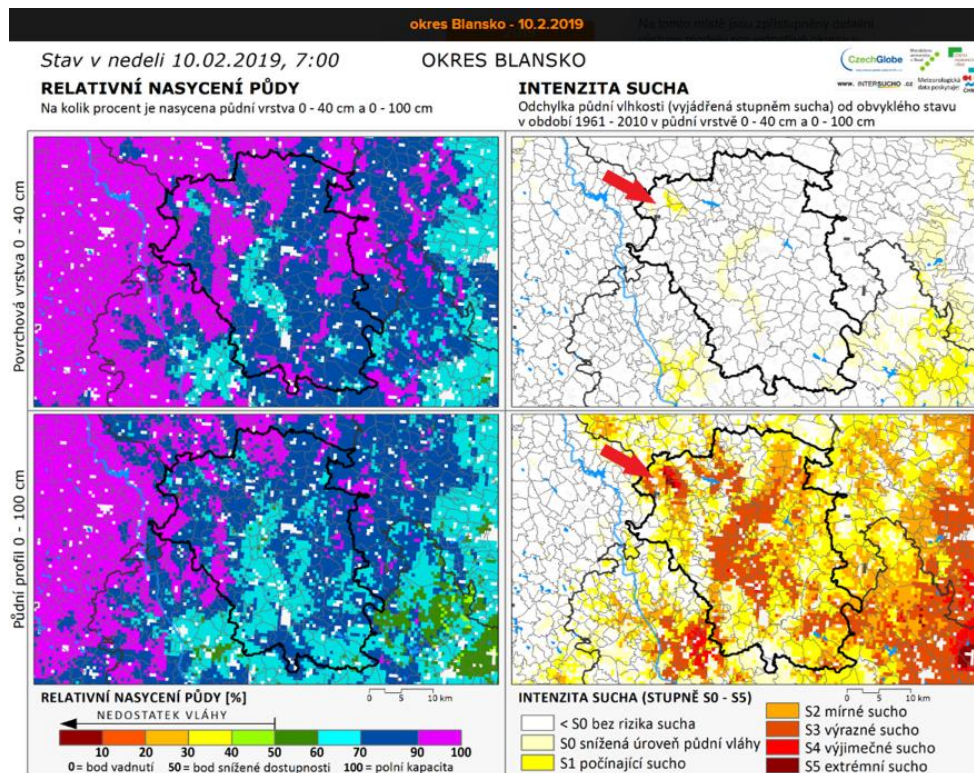 okres Blansko - 10.2.2019
Stav v nedeli 10.02.2019, 7:00
OKRES BLANSKO
CzechGlobe
www. INTERSUCHO .cz
Meteorologická
data poskytuje:
RELATIVNÍ NASYCENÍ PŮDY
Na kolik procent je nasycena půdní vrstva 0 - 40 cm a 0 - 100 cm
INTENZITA SUCHA
Odchylka půdní vlhkosti (vyjádřená stupněm sucha) od obvyklého stavu
v období 1961 - 2010 v půdní vrstvě 0 - 40 cm a 0 - 100 cm
Povrchová vrstva 0 - 40 cm
Půdní profil 0 - 100 cm
RELATIVNÍ NASYCENÍ PŮDY [%]
0 5 10 km
NEDOSTATEK VLÁHY
10 20 30 40 50 60 70 80 90 100
0 = bod vadnutí 50 = bod snížené dostupnosti 100 = polní kapacita
INTENZITA SUCHA (STUPNĚ S0 - S5)
0 5 10 km
< S0 bez rizika sucha
S0 snížená úroveň půdní vláhy
S1 počínající sucho
S2 mírné sucho
S3 výrazné sucho
S4 výjimečné sucho
S5 extrémní sucho